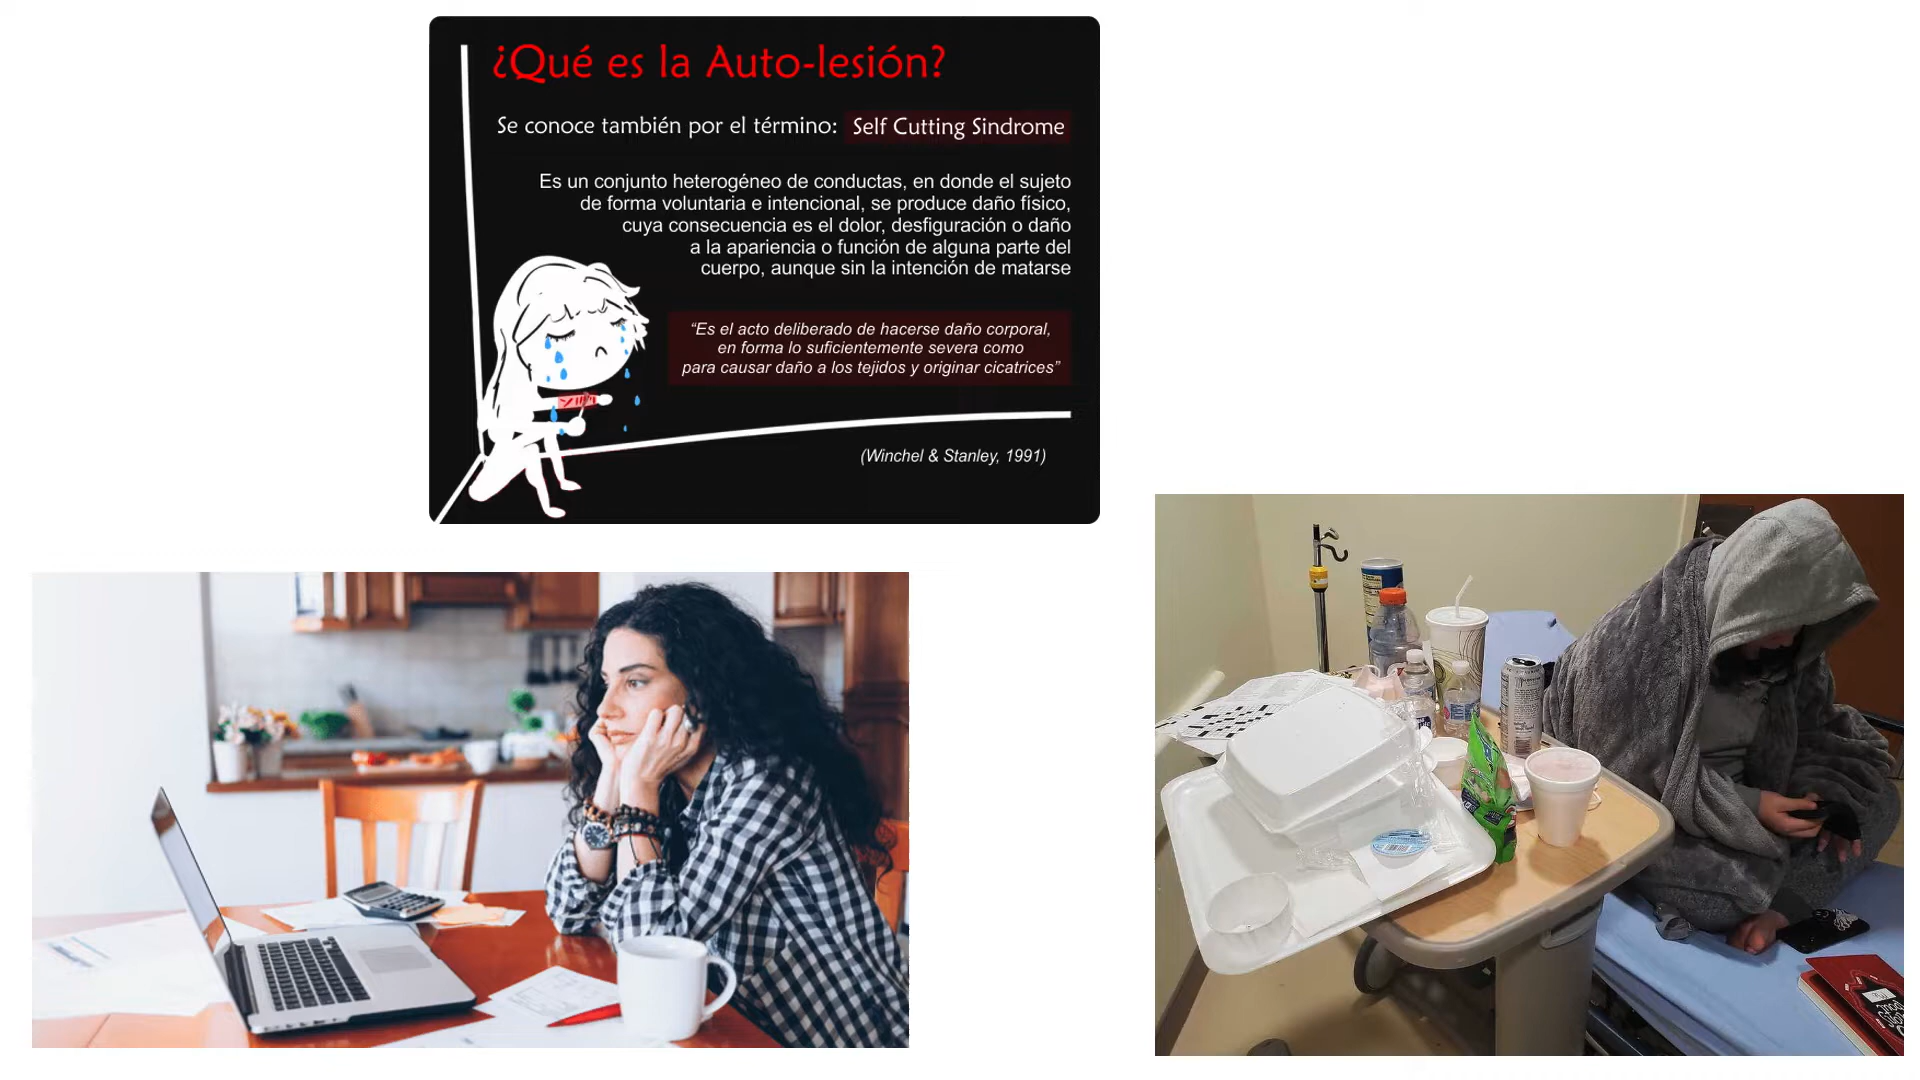 ¿Qué es la Auto-lesión?
Se conoce también por el término: Self Cutting Sindrome
Es un conjunto heterogéneo de conductas, en donde el sujeto
de forma voluntaria e intencional, se produce daño físico,
cuya consecuencia es el dolor, desfiguración o daño
a la apariencia o función de alguna parte del
cuerpo, aunque sin la intención de matarse
“Es el acto deliberado de hacerse daño corporal,
en forma lo suficientemente severa como
para causar daño a los tejidos y originar cicatrices”
(Winchel & Stanley, 1991)